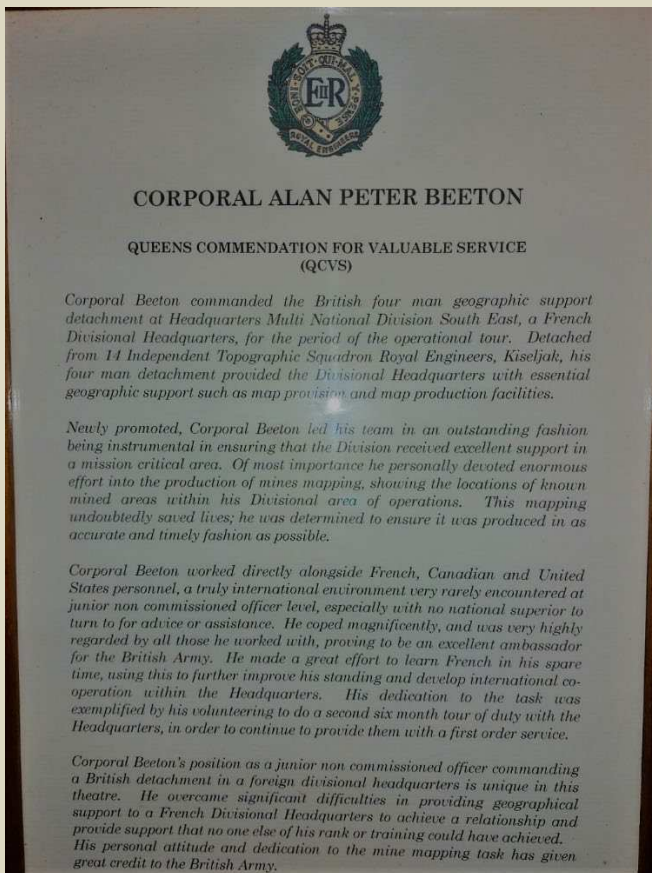 HONI · SOIT · QUI · MAL · Y · PENSE
EIIR
ROYAL ENGINEERS
CORPORAL ALAN PETER BEETON
QUEENS COMMENDATION FOR VALUABLE SERVICE
(QCVS)
Corporal Beeton commanded the British four man geographic support
detachment at Headquarters Multi National Division South East, a French
Divisional Headquarters, for the period of the operational tour. Detached
from 14 Independent Topographic Squadron Royal Engineers, Kiseljak, his
four man detachment provided the Divisional Headquarters with essential
geographic support such as map provision and map production facilities.
Newly promoted, Corporal Beeton led his team in an outstanding fashion
being instrumental in ensuring that the Division received excellent support in
a mission critical area. Of most importance he personally devoted enormous
effort into the production of mines mapping, showing the locations of known
mined areas within his Divisional area of operations. This mapping
undoubtedly saved lives; he was determined to ensure it was produced in as
accurate and timely fashion as possible.
Corporal Beeton worked directly alongside French, Canadian and United
States personnel, a truly international environment very rarely encountered at
junior non commissioned officer level, especially with no national superior to
turn to for advice or assistance. He coped magnificently, and was very highly
regarded by all those he worked with, proving to be an excellent ambassador
for the British Army. He made a great effort to learn French in his spare
time, using this to further improve his standing and develop international co-
operation within the Headquarters. His dedication to the task was
exemplified by his volunteering to do a second six month tour of duty with the
Headquarters, in order to continue to provide them with a first order service.
Corporal Beeton's position as a junior non commissioned officer commanding
a British detachment in a foreign divisional headquarters is unique in this
theatre. He overcame significant difficulties in providing geographical
support to a French Divisional Headquarters to achieve a relationship and
provide support that no one else of his rank or training could have achieved.
His personal attitude and dedication to the mine mapping task has given
great credit to the British Army.